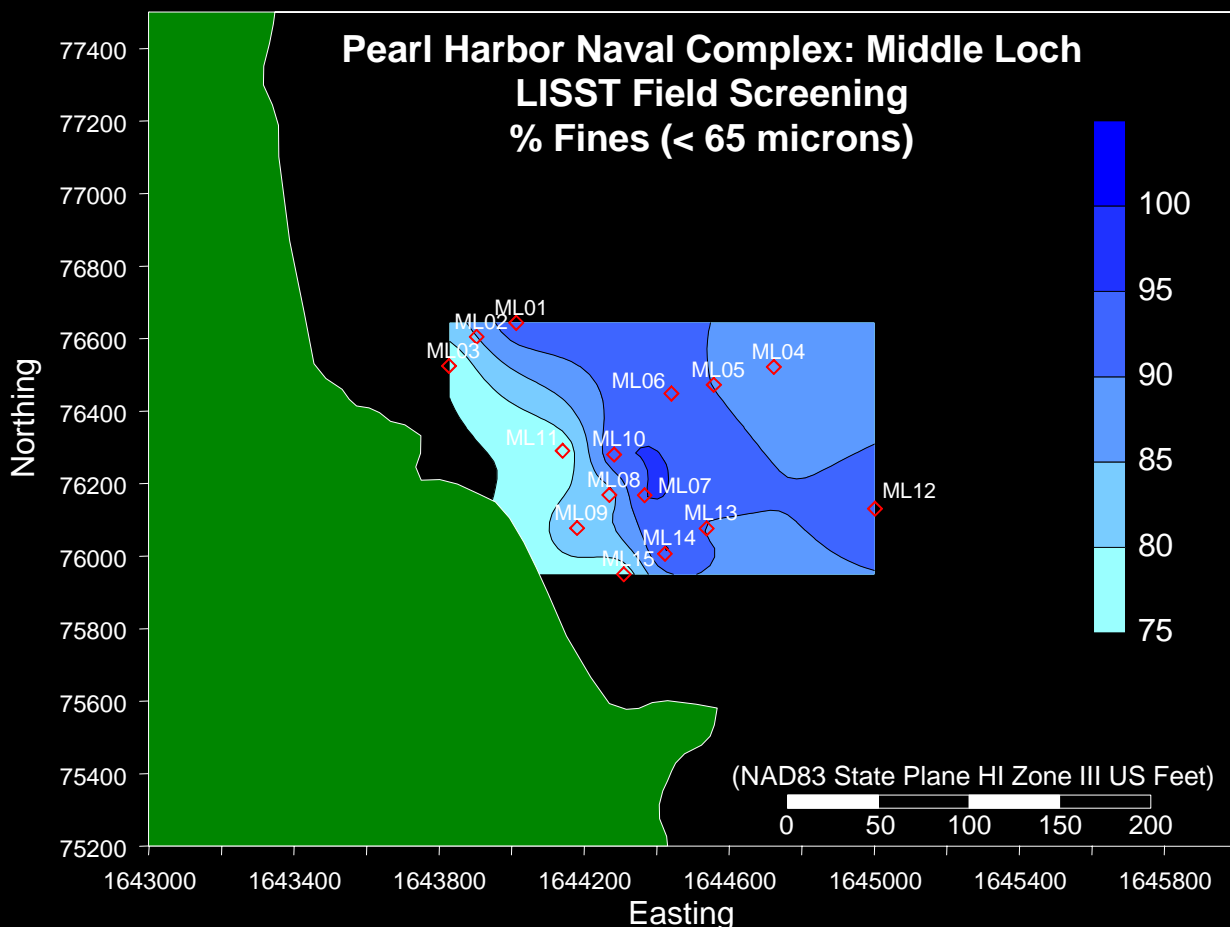 Pearl Harbor Naval Complex: Middle Loch
LISST Field Screening
% Fines (< 65 microns)
77400
77200
77000
76800
76600
76400
76200
76000
75800
75600
75400
75200
Northing
ML01
ML02
ML03
ML04
ML05
ML06
ML11
ML10
ML08
ML07
ML12
ML09
ML13
ML14
ML15
100
95
90
85
80
75
(NAD83 State Plane HI Zone III US Feet)
0 50 100 150 200
1643000 1643400 1643800 1644200 1644600 1645000 1645400 1645800
Easting